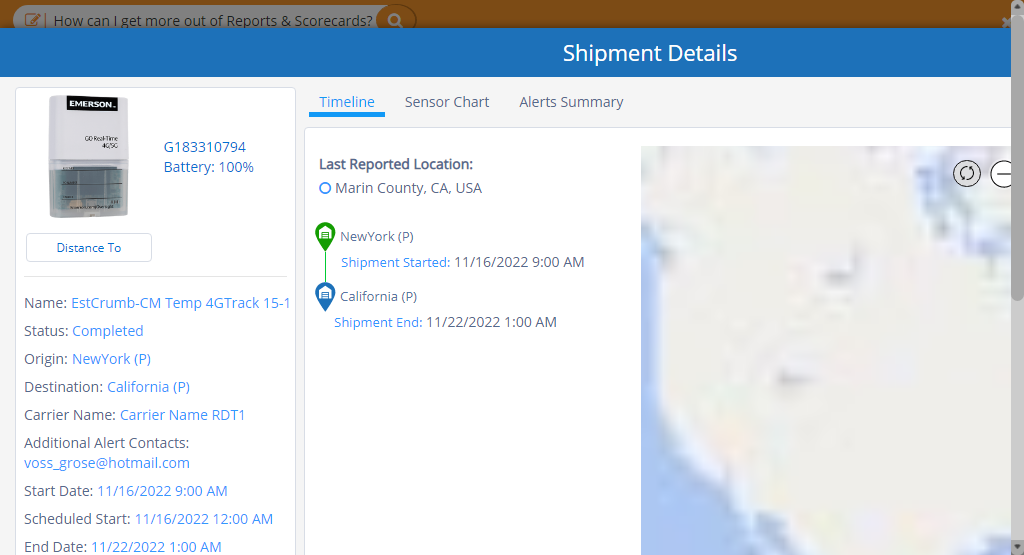 How can I get more out of Reports & Scorecards?
Shipment Details
EMERSON
GO Real-Time
4G/5G
G183310794
Battery: 100%
Distance To
Name: EstCrumb-CM Temp 4GTrack 15-1
Status: Completed
Origin: NewYork (P)
Destination: California (P)
Carrier Name: Carrier Name RDT1
Additional Alert Contacts:
voss_grose@hotmail.com
Start Date: 11/16/2022 9:00 AM
Scheduled Start: 11/16/2022 12:00 AM
End Date: 11/22/2022 1:00 AM
Timeline
Sensor Chart
Alerts Summary
Last Reported Location:
Marin County, CA, USA
NewYork (P)
Shipment Started: 11/16/2022 9:00 AM
California (P)
Shipment End: 11/22/2022 1:00 AM